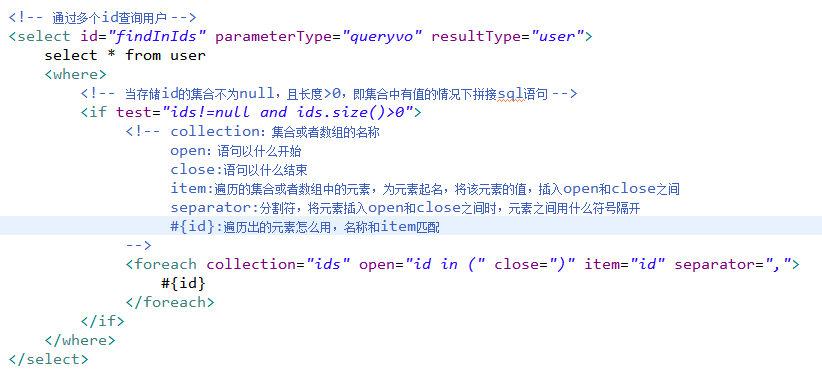 <!-- 通过多个id查询用户 -->
<select id="findInIds" parameterType="queryvo" resultType="user">
select * from user
<where>
<!-- 当存储id的集合不为null，且长度>0，即集合中有值的情况下拼接sql语句 -->
<if test="ids!=null and ids.size()>0">
<!-- collection：集合或者数组的名称
open：语句以什么开始
close:语句以什么结束
item:遍历的集合或者数组中的元素，为元素起名，将该元素的值，插入open和close之间
separator:分割符，将元素插入open和close之间时，元素之间用什么符号隔开
#{id}:遍历出的元素怎么用，名称和item匹配
-->
<foreach collection="ids" open="id in (" close=")" item="id" separator=",">
#{id}
</foreach>
</if>
</where>
</select>